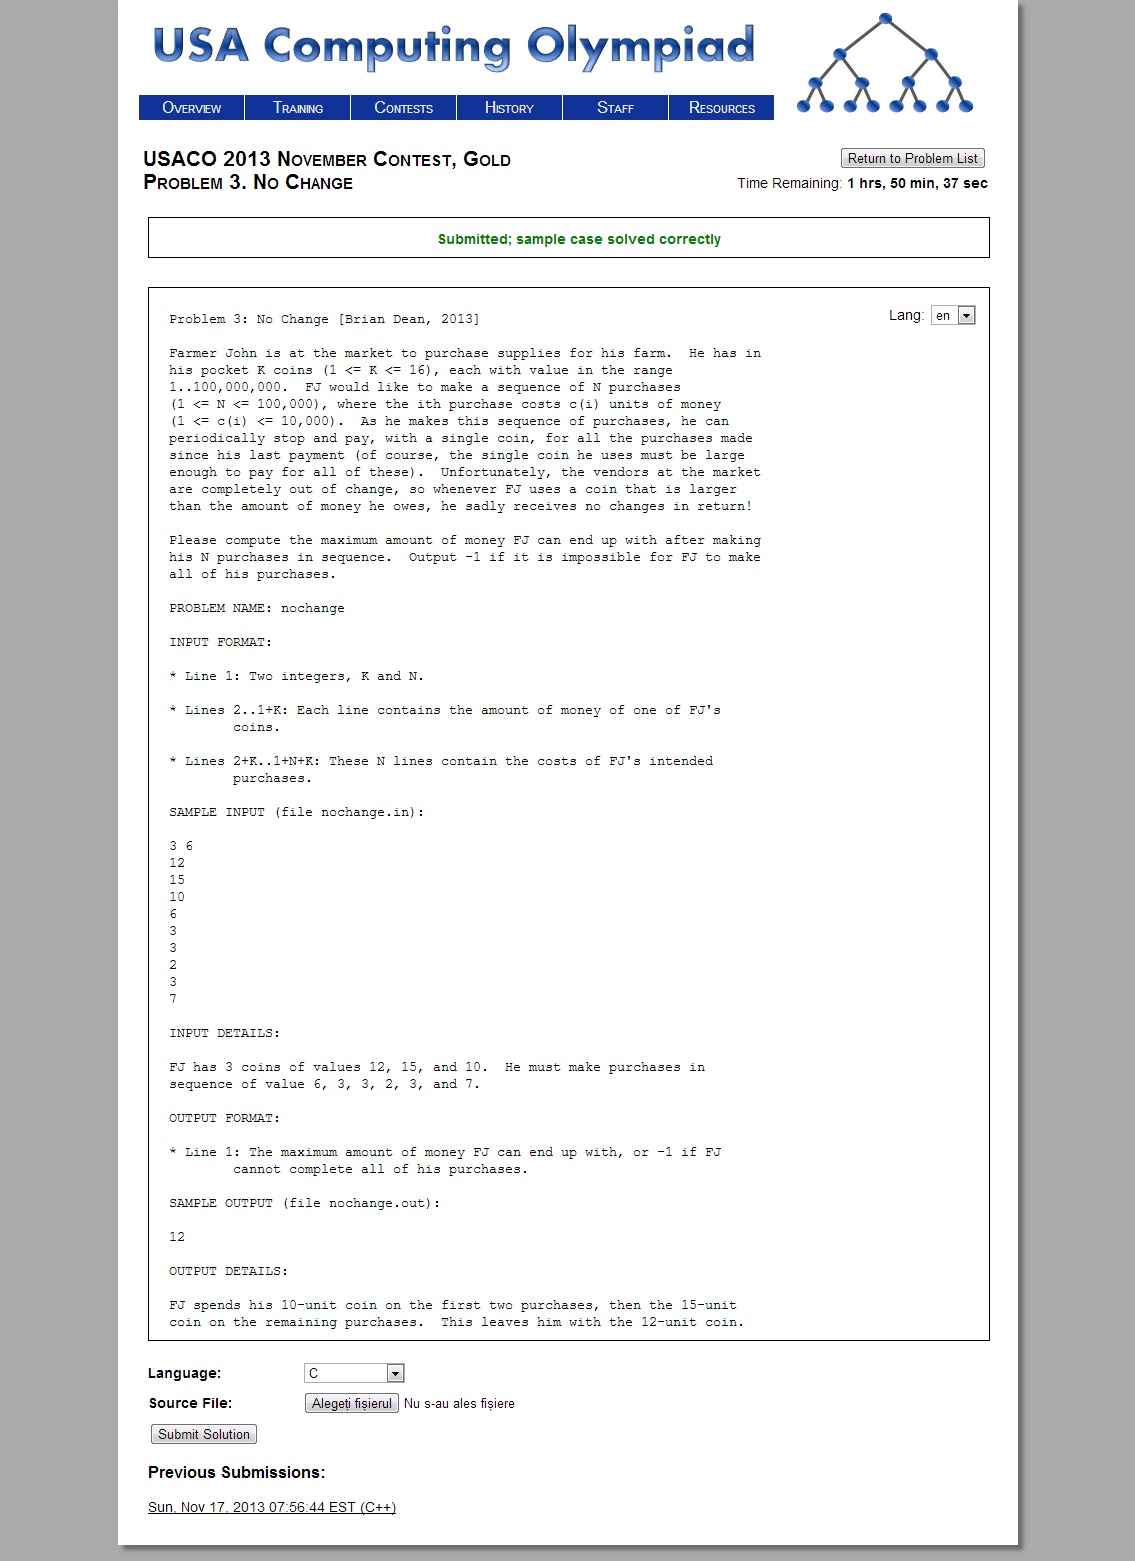 USA Computing Olympiad
OVERVIEW TRAINING CONTESTS HISTORY STAFF RESOURCES
USACO 2013 NOVEMBER CONTEST, GOLD
PROBLEM 3. NO CHANGE
Return to Problem List
Time Remaining: 1 hrs, 50 min, 37 sec
Submitted; sample case solved correctly
Lang: en
Problem 3: No Change [Brian Dean, 2013]
Farmer John is at the market to purchase supplies for his farm.  He has in
his pocket K coins (1 <= K <= 16), each with value in the range
1..100,000,000.  FJ would like to make a sequence of N purchases
(1 <= N <= 100,000), where the ith purchase costs c(i) units of money
(1 <= c(i) <= 10,000).  As he makes this sequence of purchases, he can
periodically stop and pay, with a single coin, for all the purchases made
since his last payment (of course, the single coin he uses must be large
enough to pay for all of these).  Unfortunately, the vendors at the market
are completely out of change, so whenever FJ uses a coin that is larger
than the amount of money he owes, he sadly receives no changes in return!
Please compute the maximum amount of money FJ can end up with after making
his N purchases in sequence.  Output -1 if it is impossible for FJ to make
all of his purchases.
PROBLEM NAME: nochange
INPUT FORMAT:
* Line 1: Two integers, K and N.
* Lines 2..1+K: Each line contains the amount of money of one of FJ's
coins.
* Lines 2+K..1+N+K: These N lines contain the costs of FJ's intended
purchases.
SAMPLE INPUT (file nochange.in):
3 6
12
15
10
6
3
3
2
3
7
INPUT DETAILS:
FJ has 3 coins of values 12, 15, and 10.  He must make purchases in
sequence of value 6, 3, 3, 2, 3, and 7.
OUTPUT FORMAT:
* Line 1: The maximum amount of money FJ can end up with, or -1 if FJ
cannot complete all of his purchases.
SAMPLE OUTPUT (file nochange.out):
12
OUTPUT DETAILS:
FJ spends his 10-unit coin on the first two purchases, then the 15-unit
coin on the remaining purchases.  This leaves him with the 12-unit coin.
Language: C
Source File: Alegeți fișierul Nu s-au ales fișiere
Submit Solution
Previous Submissions:
Sun, Nov 17, 2013 07:56:44 EST (C++)